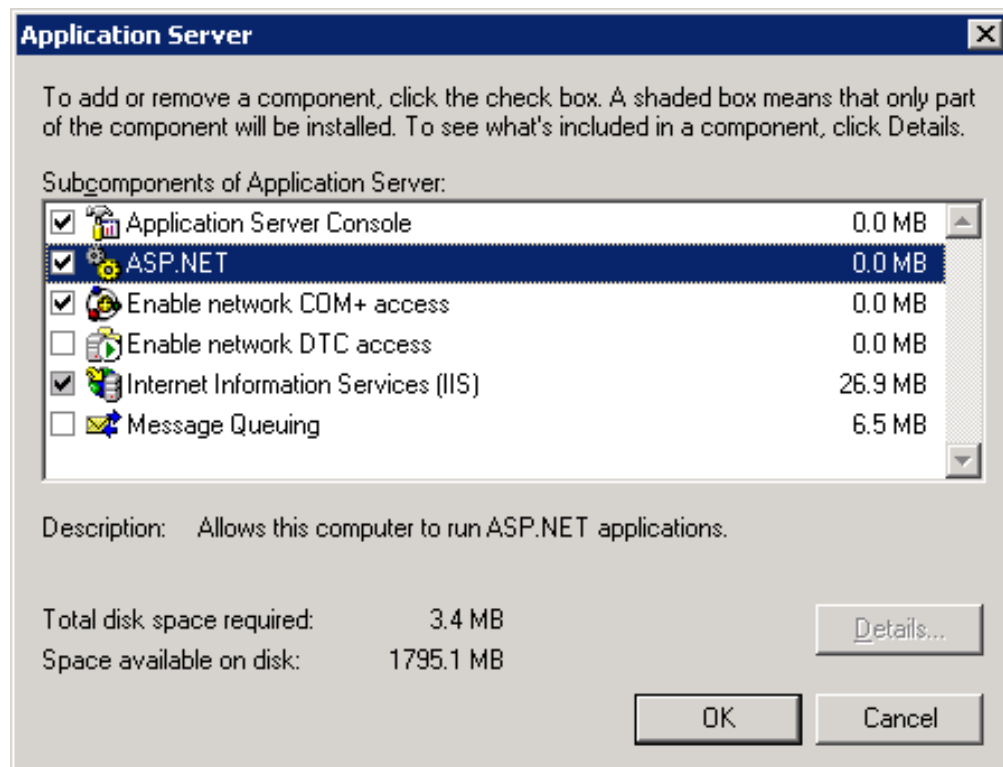 Application Server
To add or remove a component, click the check box. A shaded box means that only part
of the component will be installed. To see what's included in a component, click Details.
Subcomponents of Application Server:
Application Server Console 0.0 MB
ASP.NET 0.0 MB
Enable network COM+ access 0.0 MB
Enable network DTC access 0.0 MB
Internet Information Services (IIS) 26.9 MB
Message Queuing 6.5 MB
Description: Allows this computer to run ASP.NET applications.
Total disk space required: 3.4 MB
Details...
Space available on disk: 1795.1 MB
OK Cancel